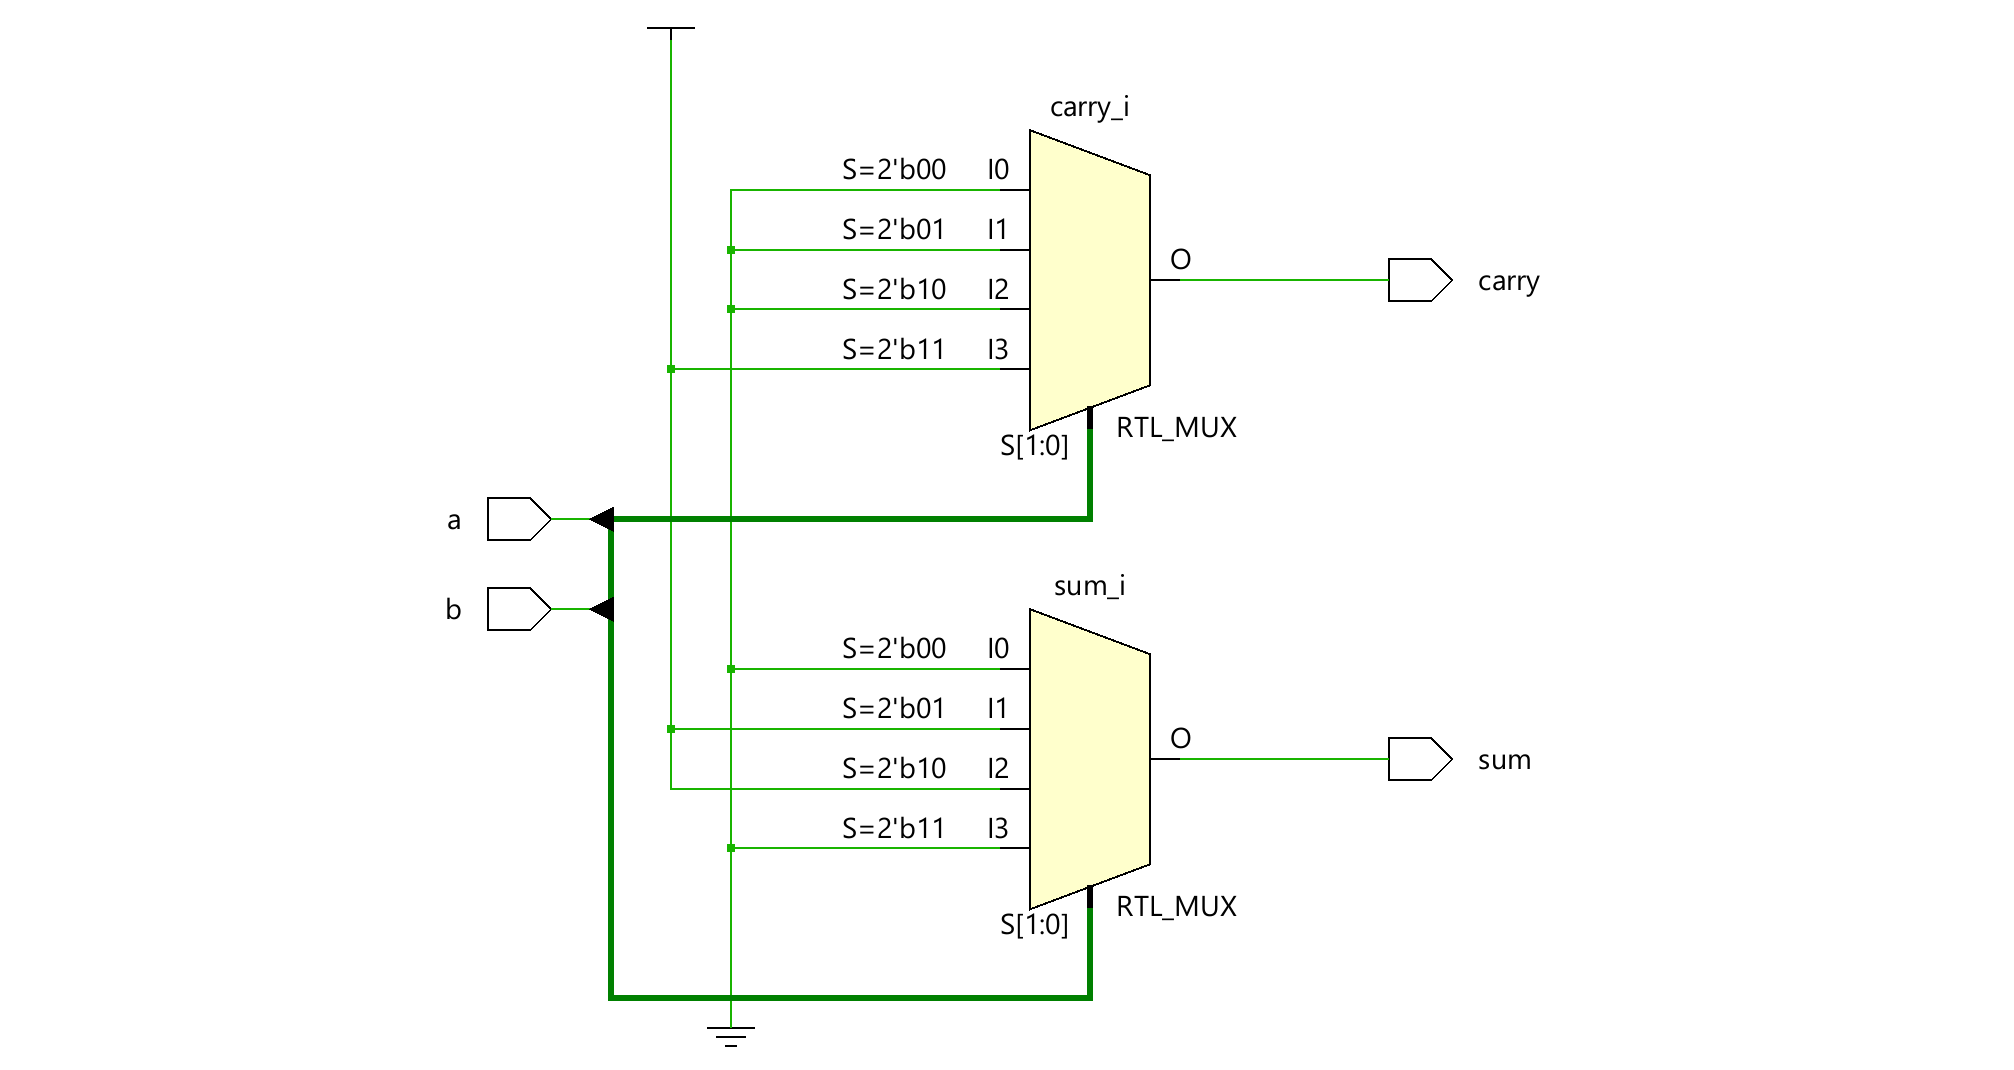 carry_i
S=2'b00 I0
S=2'b01 I1
S=2'b10 I2
S=2'b11 I3
O
carry
S[1:0]
RTL_MUX
a
b
sum_i
S=2'b00 I0
S=2'b01 I1
S=2'b10 I2
S=2'b11 I3
O
sum
S[1:0]
RTL_MUX